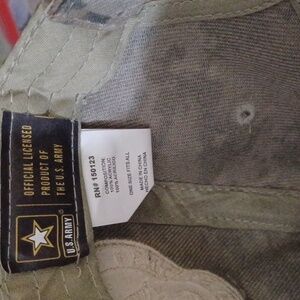 OFFICIAL LICENSED
PRODUCT OF
THE U.S. ARMY
U.S. ARMY
RN# 150123
COMPOSITION:
100% ACRYLIC
100% ACRILICO
ONE SIZE FITS ALL
MADE IN CHINA
HECHO EN CHINA